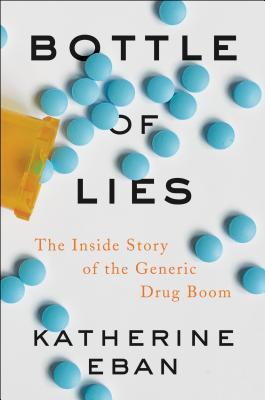 BOTTLE
OF
LIES
The Inside Story
of the Generic
Drug Boom
KATHERINE
EBAN